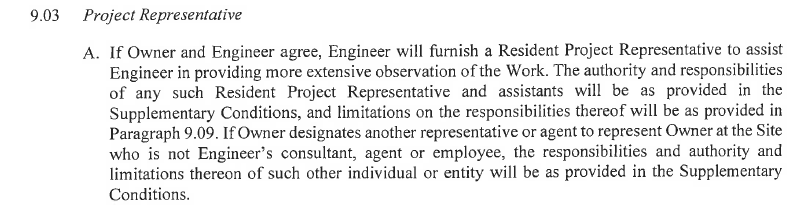 9.03 Project Representative
A. If Owner and Engineer agree, Engineer will furnish a Resident Project Representative to assist
Engineer in providing more extensive observation of the Work. The authority and responsibilities
of any such Resident Project Representative and assistants will be as provided in the
Supplementary Conditions, and limitations on the responsibilities thereof will be as provided in
Paragraph 9.09. If Owner designates another representative or agent to represent Owner at the Site
who is not Engineer's consultant, agent or employee, the responsibilities and authority and
limitations thereon of such other individual or entity will be as provided in the Supplementary
Conditions.